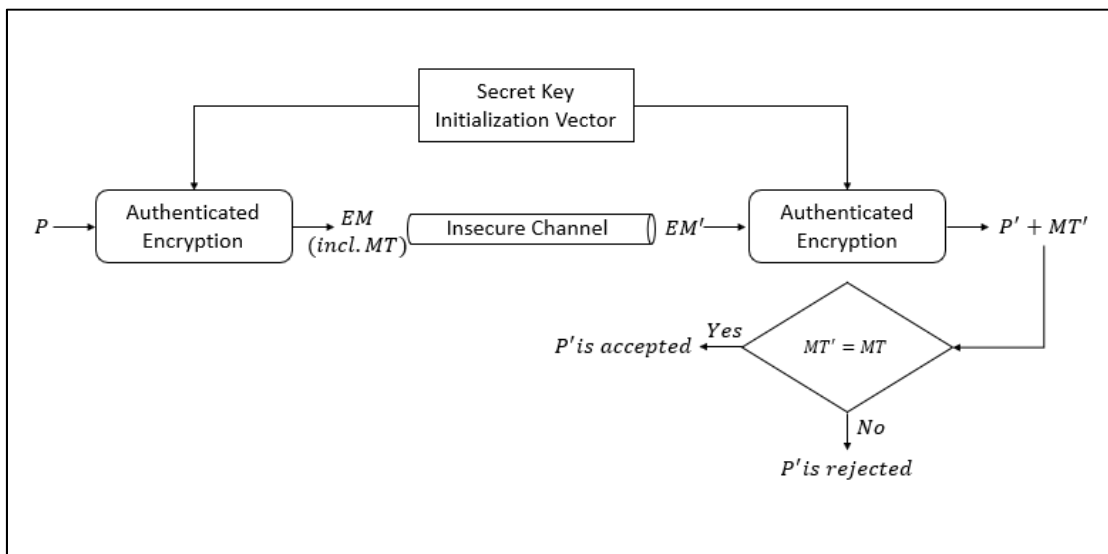 Secret Key
Initialization Vector
P
Authenticated
Encryption
EM
(incl. MT)
Insecure Channel
EM'
Authenticated
Encryption
P' + MT'
P'is accepted
Yes
MT' = MT
No
P'is rejected